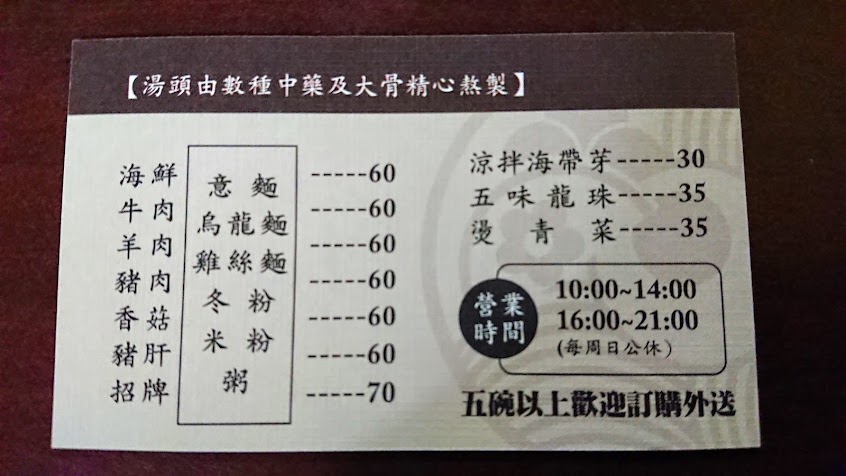 【湯頭由數種中藥及大骨精心熬製】
海鮮 -----60
牛肉 -----60
羊肉 -----60
豬肉 -----60
香菇 -----60
豬肝 -----60
招牌 -----70
意麵
烏龍麵
雞絲麵
冬粉
米粉
粥
涼拌海帶芽-----30
五味龍珠-----35
燙青菜-----35
營業時間
10:00~14:00
16:00~21:00
(每周日公休)
五碗以上歡迎訂購外送